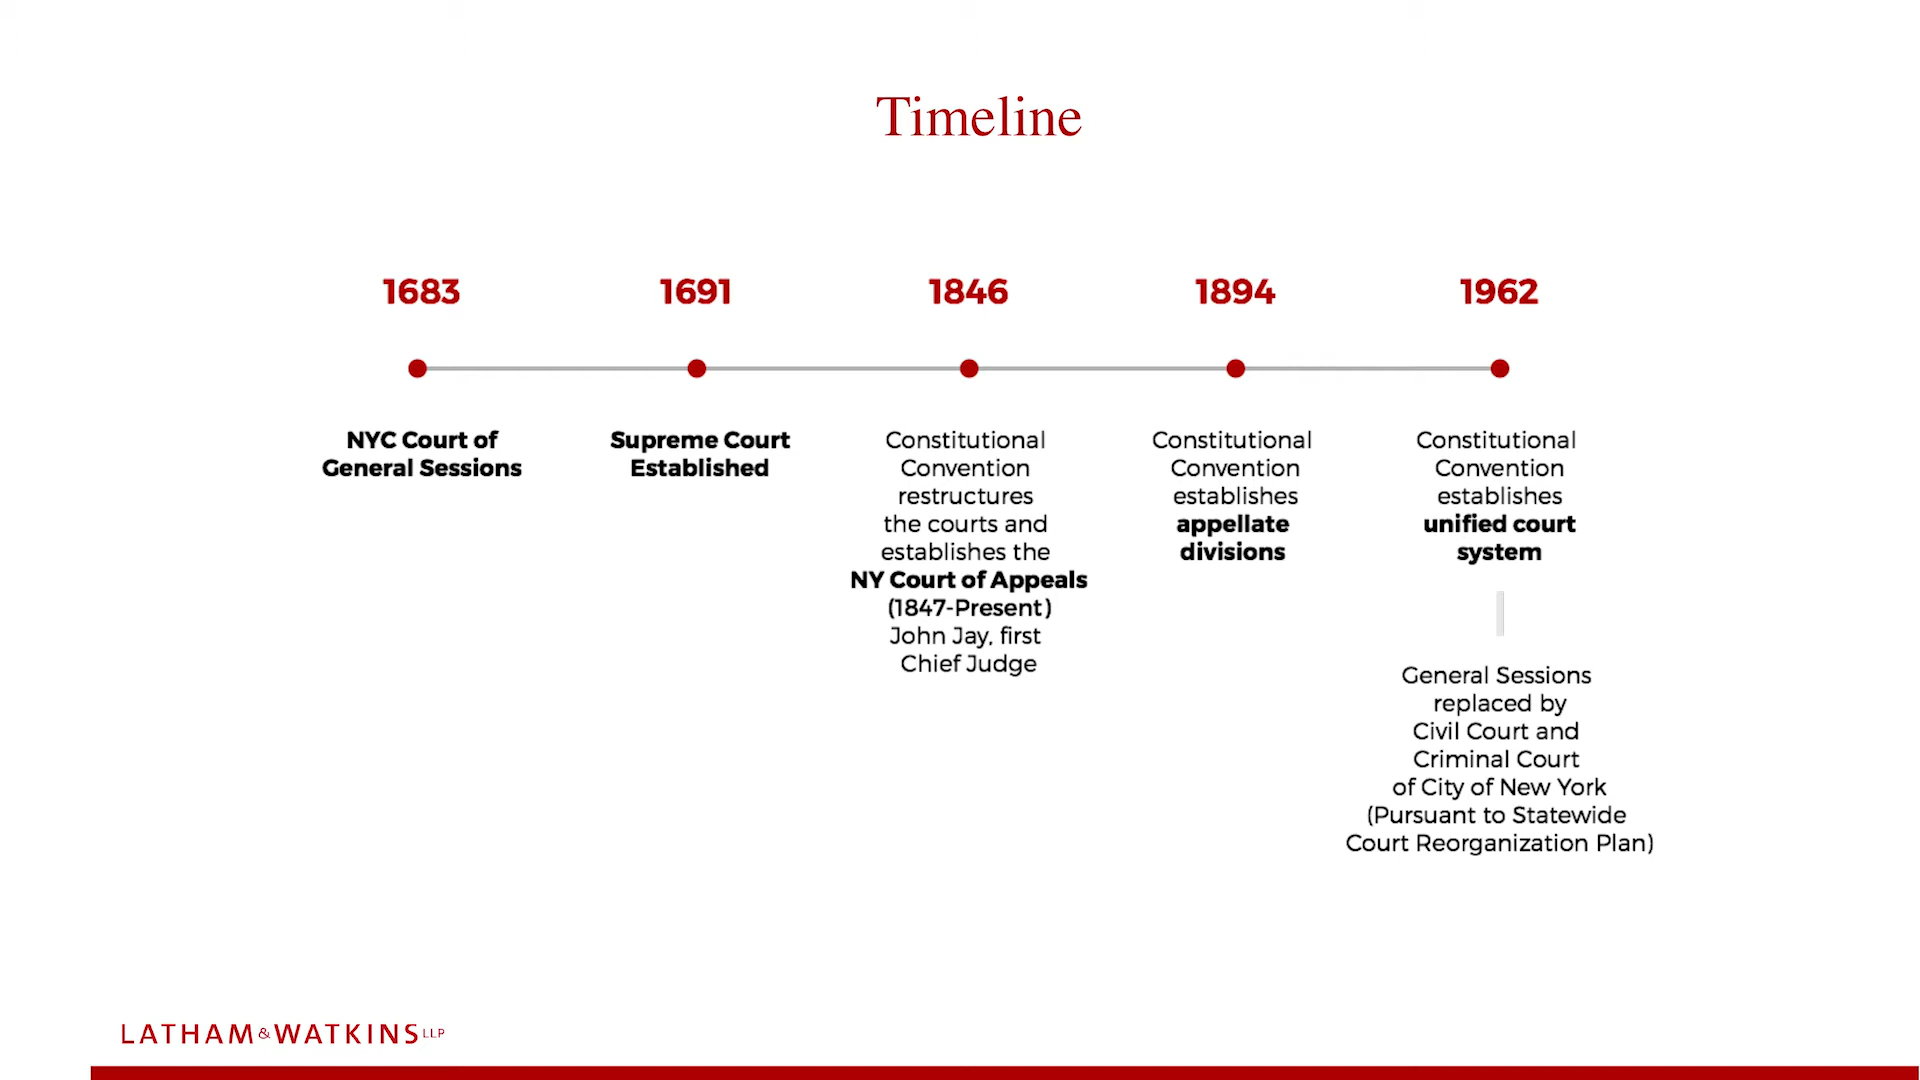 Timeline
1683
NYC Court of
General Sessions
1691
Supreme Court
Established
1846
Constitutional
Convention
restructures
the courts and
establishes the
NY Court of Appeals
(1847-Present)
John Jay, first
Chief Judge
1894
Constitutional
Convention
establishes
appellate
divisions
1962
Constitutional
Convention
establishes
unified court
system
General Sessions
replaced by
Civil Court and
Criminal Court
of City of New York
(Pursuant to Statewide
Court Reorganization Plan)
LATHAM&WATKINS LLP